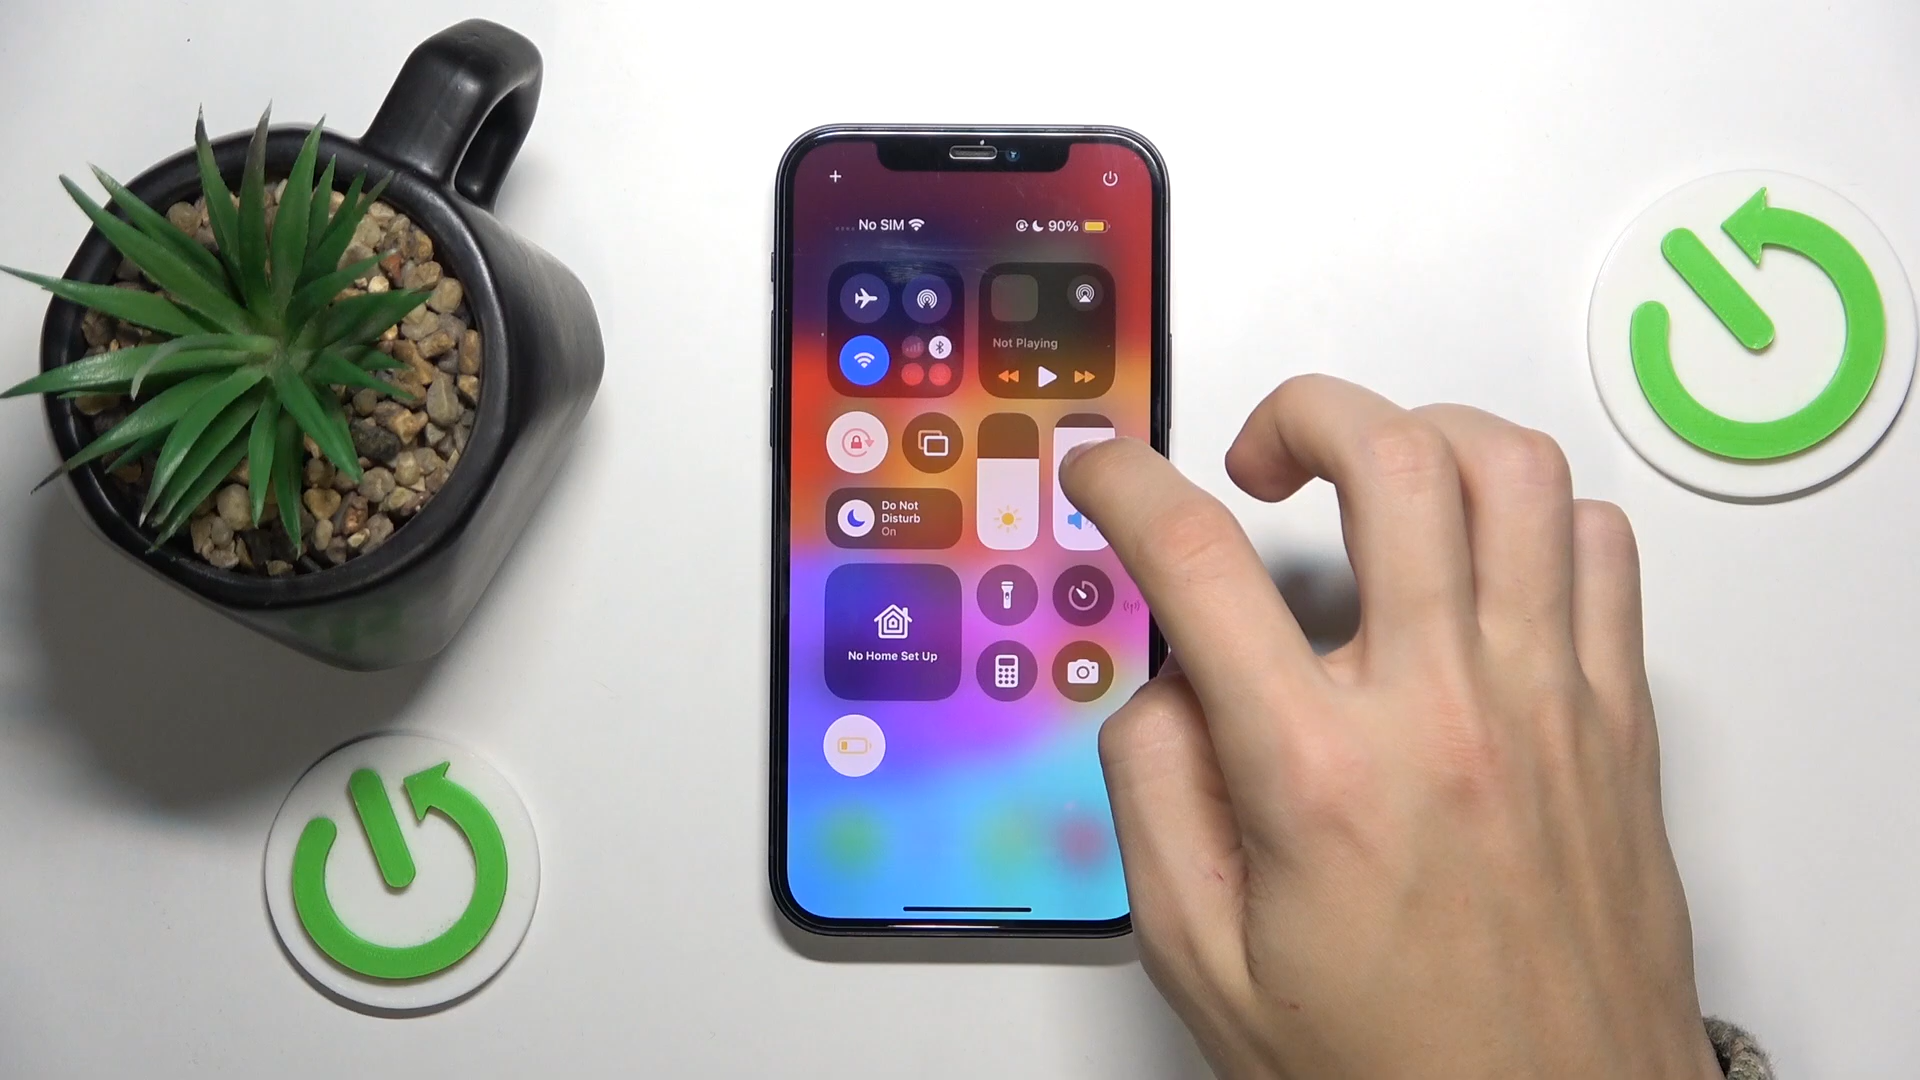 No SIM
90%
Not Playing
Do Not
Disturb
On
No Home Set Up